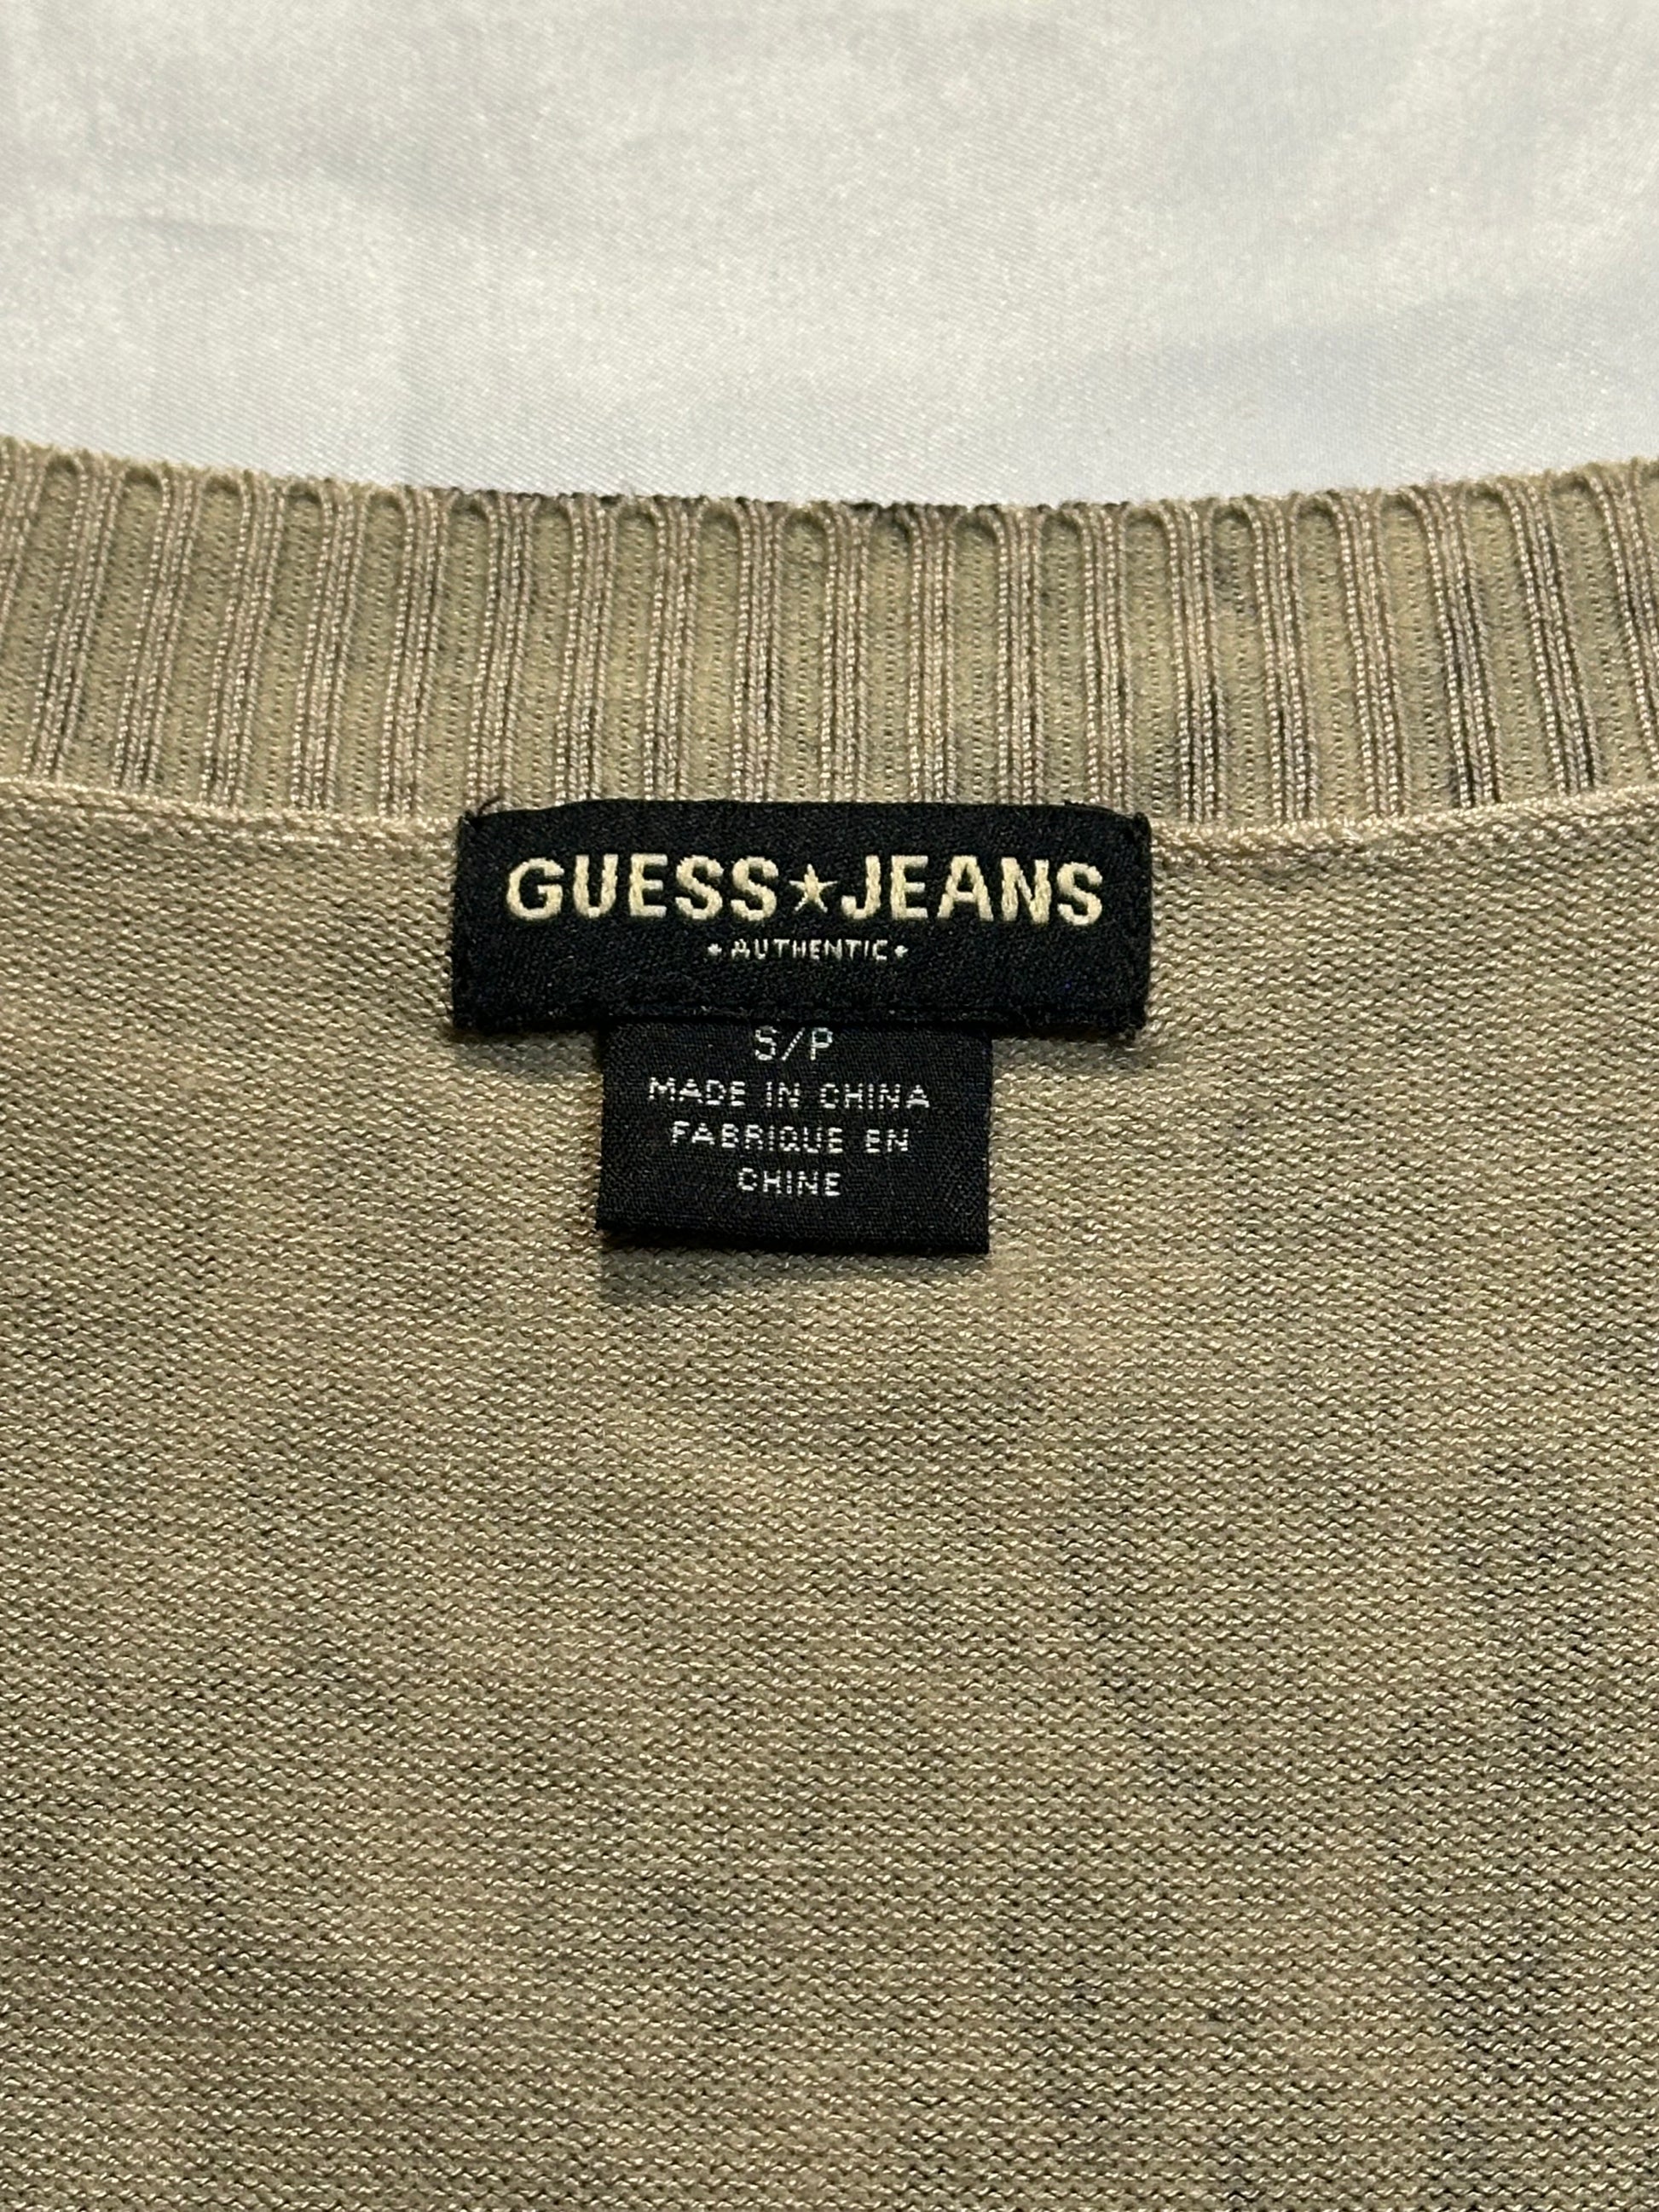 GUESS★JEANS
•AUTHENTIC•
S/P
MADE IN CHINA
FABRIQUE EN
CHINE